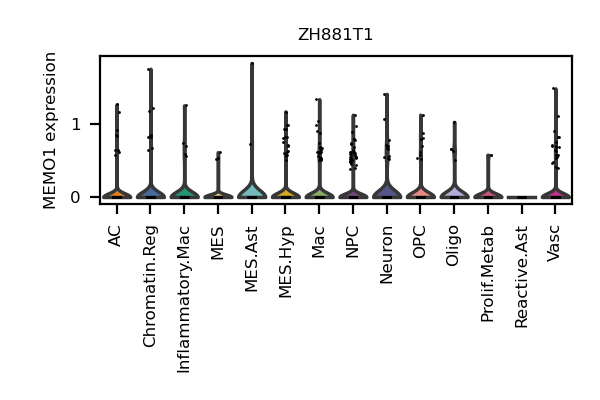 ZH881T1
MEMO1 expression
1
0
AC
Chromatin.Reg
Inflammatory.Mac
MES
MES.Ast
MES.Hyp
Mac
NPC
Neuron
OPC
Oligo
Prolif.Metab
Reactive.Ast
Vasc